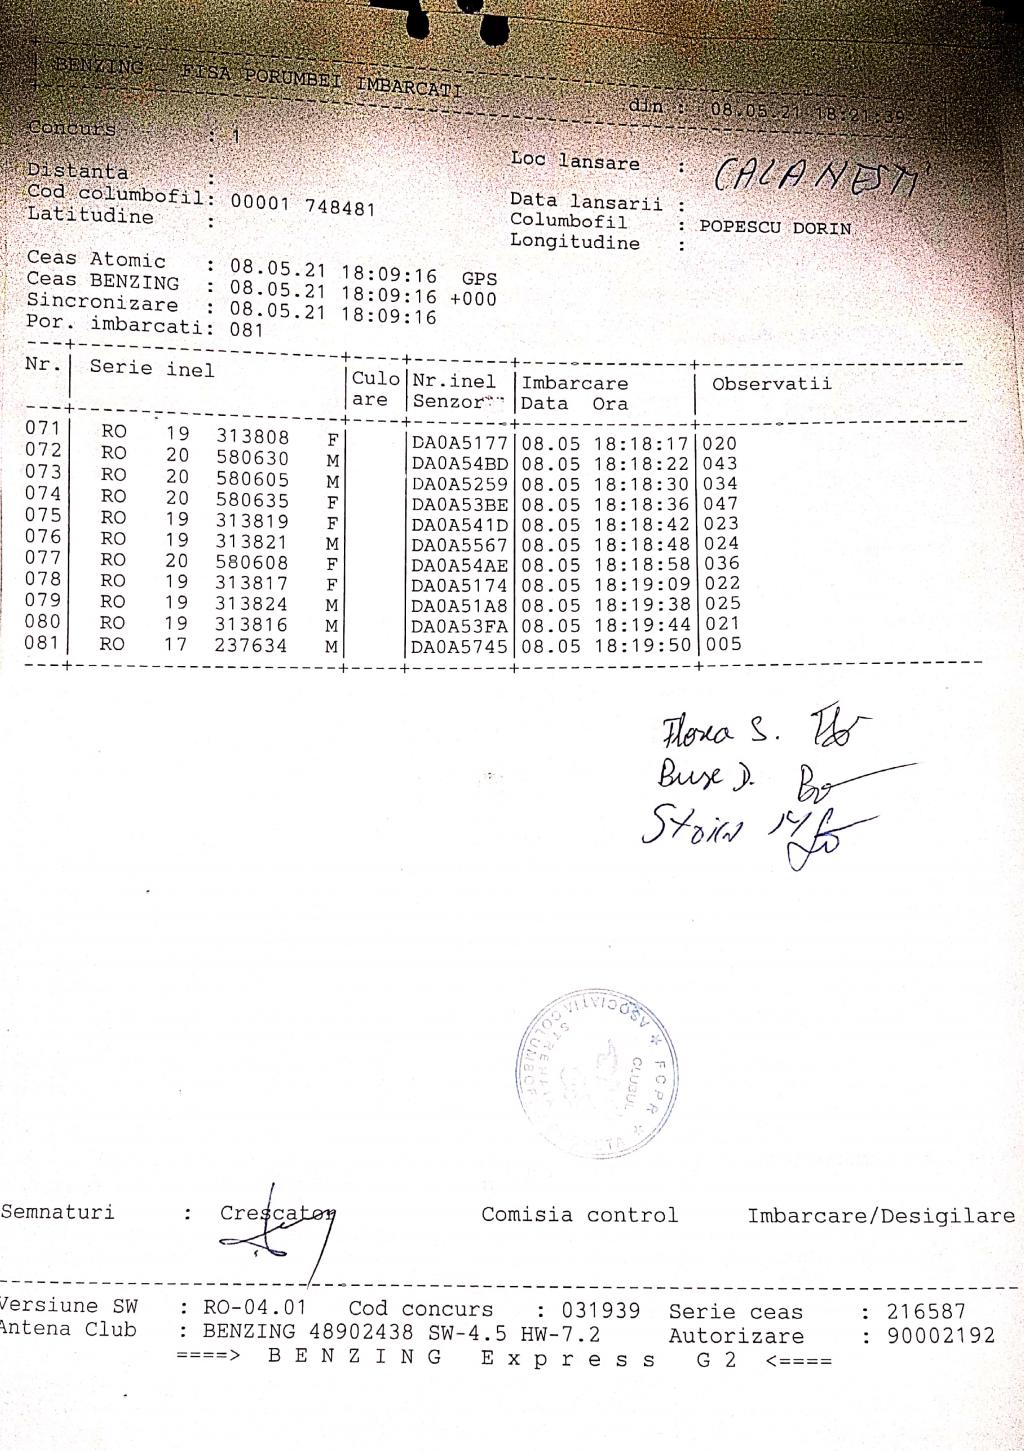 BENZING - FISA PORUMBEI IMBARCATI din : 08.05.21 18:21:39
Concurs : 1
Loc lansare : CALANESTI
Distanta :
Data lansarii :
Cod columbofil: 00001 748481
Columbofil : POPESCU DORIN
Latitudine :
Longitudine :
Ceas Atomic : 08.05.21 18:09:16 GPS
Ceas BENZING : 08.05.21 18:09:16 +000
Sincronizare : 08.05.21 18:09:16
Por. imbarcati: 081
Nr. Serie inel Culo Nr.inel Imbarcare Observatii
are Senzor Data Ora
071 RO 19 313808 F DA0A5177 08.05 18:18:17 020
072 RO 20 580630 M DA0A54BD 08.05 18:18:22 043
073 RO 20 580605 M DA0A5259 08.05 18:18:30 034
074 RO 20 580635 F DA0A53BE 08.05 18:18:36 047
075 RO 19 313819 F DA0A541D 08.05 18:18:42 023
076 RO 19 313821 M DA0A5567 08.05 18:18:48 024
077 RO 20 580608 F DA0A54AE 08.05 18:18:58 036
078 RO 19 313817 F DA0A5174 08.05 18:19:09 022
079 RO 19 313824 M DA0A51A8 08.05 18:19:38 025
080 RO 19 313816 M DA0A53FA 08.05 18:19:44 021
081 RO 17 237634 M DA0A5745 08.05 18:19:50 005
Florea S.
Buse D.
Stoica M
ASOCIATIA
* FCPR *
CLUBUL
Semnaturi : Crescator Comisia control Imbarcare/Desigilare
Versiune SW : RO-04.01 Cod concurs : 031939 Serie ceas : 216587
Antena Club : BENZING 48902438 SW-4.5 HW-7.2 Autorizare : 90002192
====> B E N Z I N G E x p r e s s G 2 <====